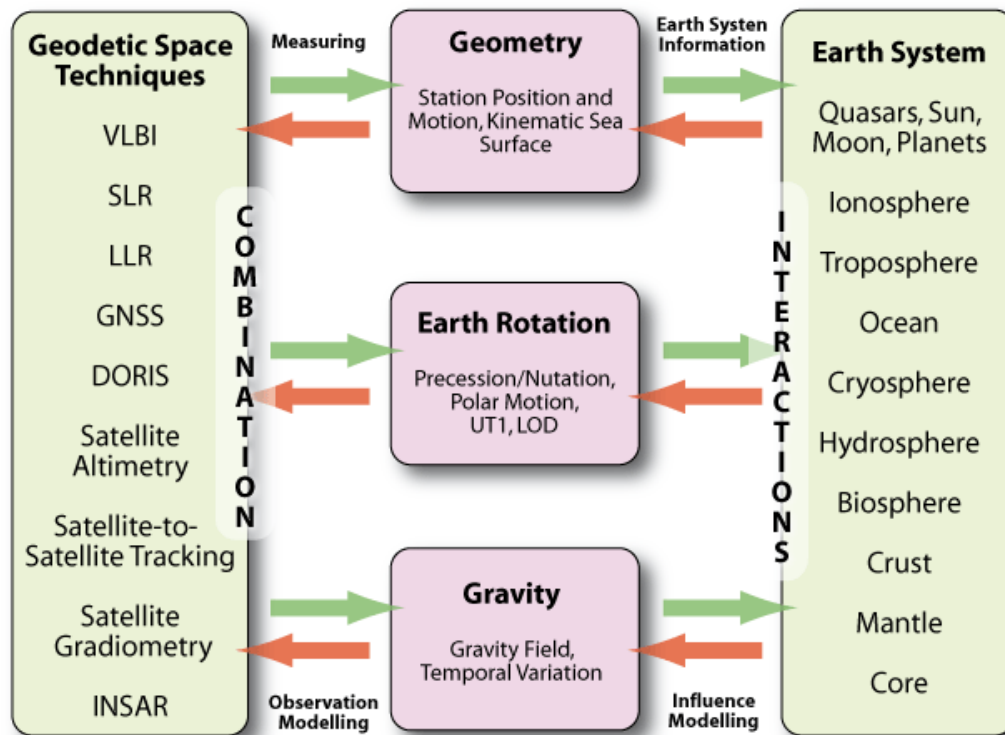 Geodetic Space
Techniques
VLBI
SLR
LLR
GNSS
DORIS
Satellite
Altimetry
Satellite-to-
Satellite Tracking
Satellite
Gradiometry
INSAR
COMBINATION
Measuring
Observation
Modelling
Geometry
Station Position and
Motion, Kinematic Sea
Surface
Earth Rotation
Precession/Nutation,
Polar Motion,
UT1, LOD
Gravity
Gravity Field,
Temporal Variation
Earth Systen
Information
Influence
Modelling
INTERACTIONS
Earth System
Quasars, Sun,
Moon, Planets
Ionosphere
Troposphere
Ocean
Cryosphere
Hydrosphere
Biosphere
Crust
Mantle
Core